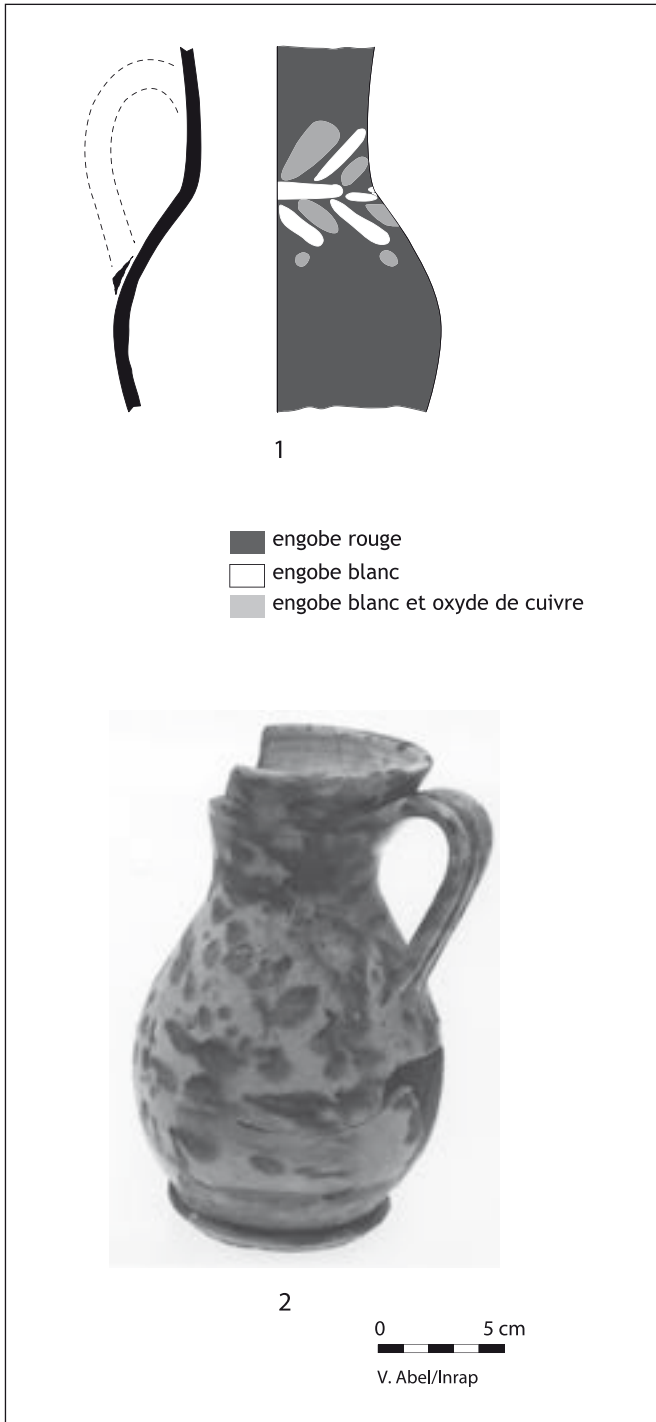 1
engobe rouge
engobe blanc
engobe blanc et oxyde de cuivre
2
0 5 cm
V. Abel/Inrap